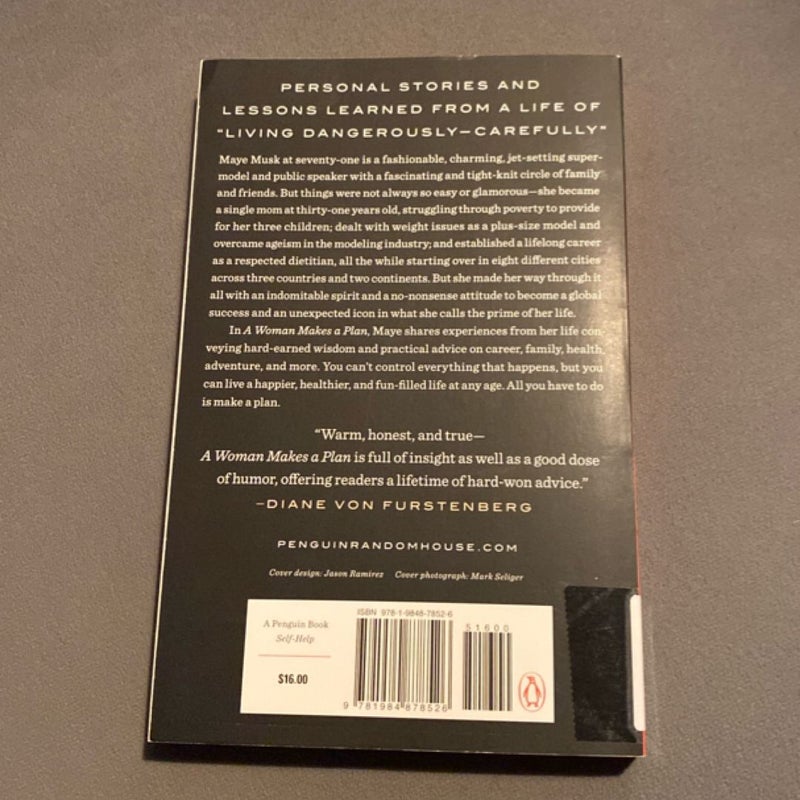 PERSONAL STORIES AND
LESSONS LEARNED FROM A LIFE OF
"LIVING DANGEROUSLY—CAREFULLY"
Maye Musk at seventy-one is a fashionable, charming, jet-setting super-
model and public speaker with a fascinating and tight-knit circle of family
and friends. But things were not always so easy or glamorous—she became
a single mom at thirty-one years old, struggling through poverty to provide
for her three children; dealt with weight issues as a plus-size model and
overcame ageism in the modeling industry; and established a lifelong career
as a respected dietitian, all the while starting over in eight different cities
across three countries and two continents. But she made her way through it
all with an indomitable spirit and a no-nonsense attitude to become a global
success and an unexpected icon in what she calls the prime of her life.
In A Woman Makes a Plan, Maye shares experiences from her life con-
veying hard-earned wisdom and practical advice on career, family, health,
adventure, and more. You can't control everything that happens, but you
can live a happier, healthier, and fun-filled life at any age. All you have to do
is make a plan.
"Warm, honest, and true—
A Woman Makes a Plan is full of insight as well as a good dose
of humor, offering readers a lifetime of hard-won advice."
–DIANE VON FURSTENBERG
PENGUINRANDOMHOUSE.COM
Cover design: Jason Ramirez Cover photograph: Mark Seliger
A Penguin Book
Self-Help
$16.00
ISBN 978-1-9848-7852-6
51600
9 781984 878526